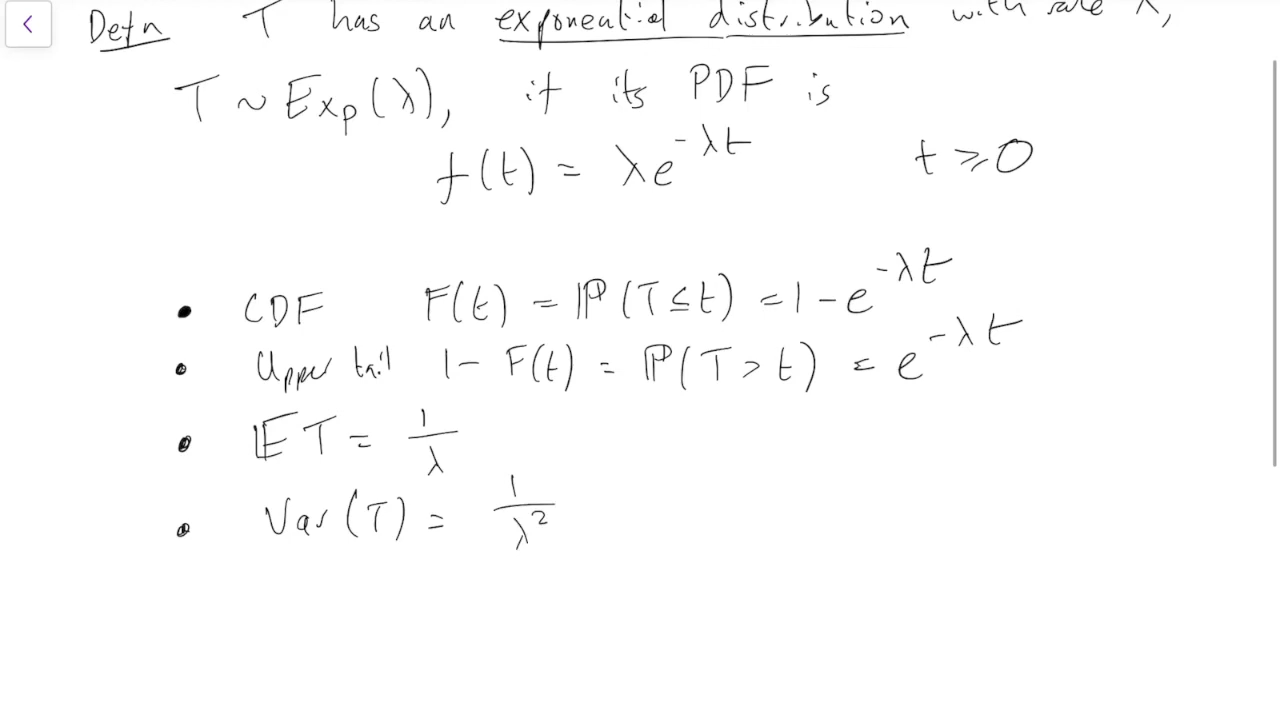 Defn T has an exponential distribution with rate λ,
T ~ Exp(λ), if its PDF is
f(t) = λe^{-λt} t ⩾ 0
• CDF F(t) = ℙ(T ≤ t) = 1 - e^{-λt}
• Upper tail 1 - F(t) = ℙ(T > t) = e^{-λt}
• 𝔼T = 1/λ
• Var(T) = 1/λ²